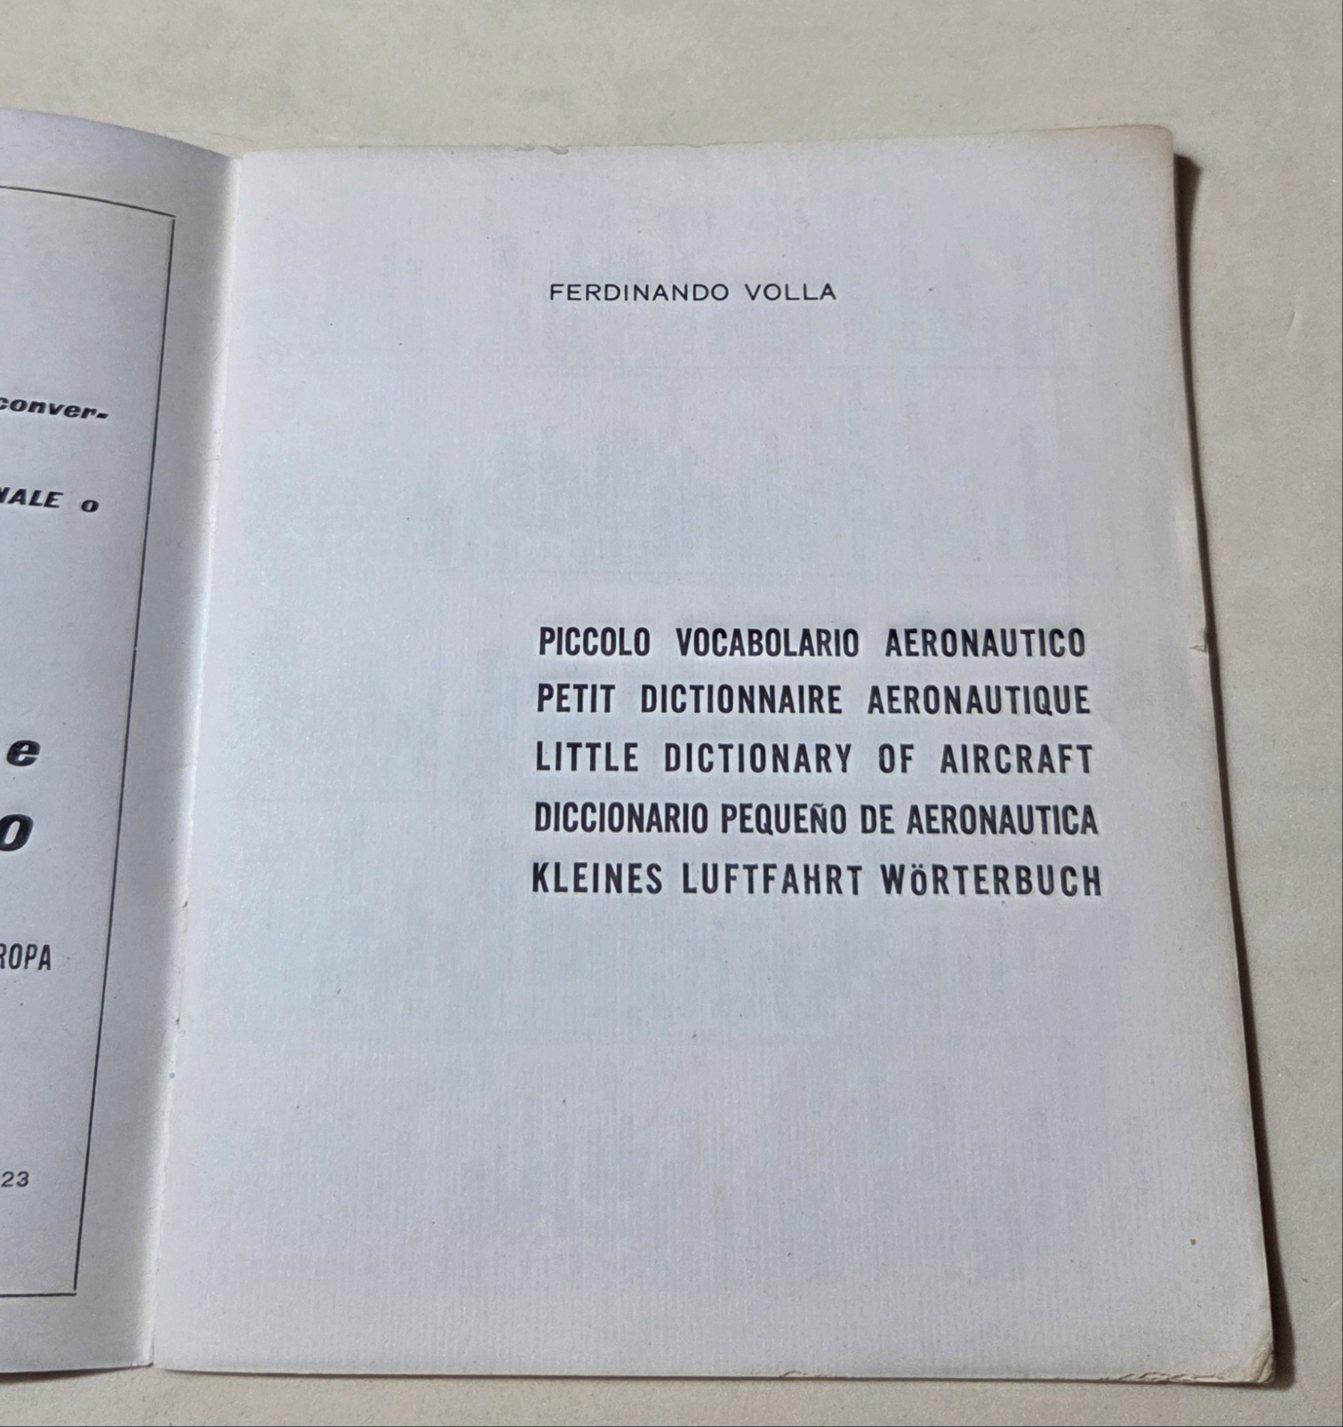 conver-
NALE o
e
O
ROPA
23
FERDINANDO VOLLA
PICCOLO VOCABOLARIO AERONAUTICO
PETIT DICTIONNAIRE AERONAUTIQUE
LITTLE DICTIONARY OF AIRCRAFT
DICCIONARIO PEQUEÑO DE AERONAUTICA
KLEINES LUFTFAHRT WÖRTERBUCH